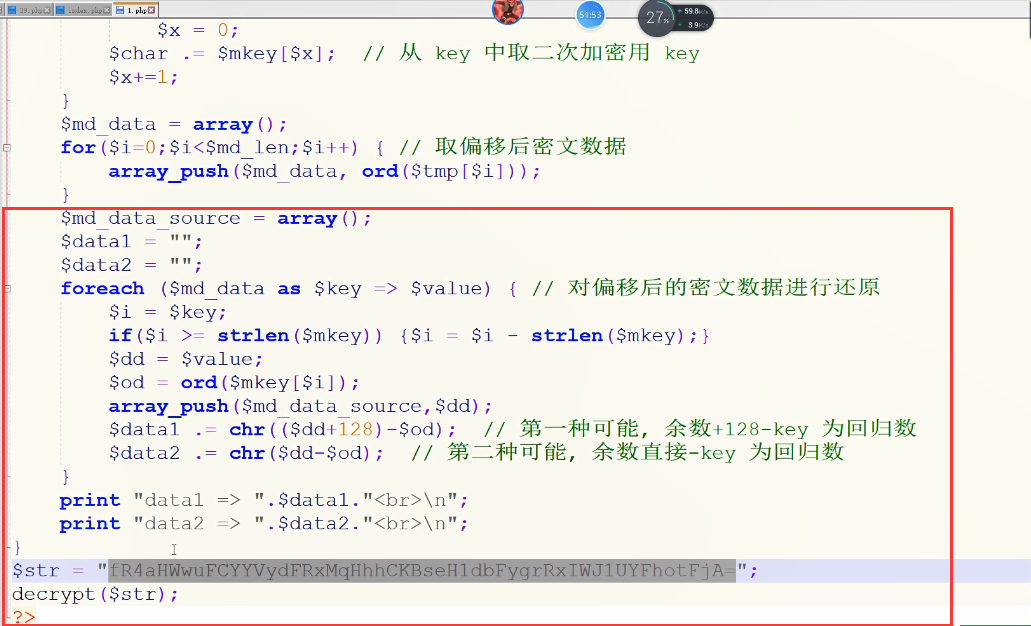 19.php index.php 1.php
51:53 27% 59.8K/s
3.9K/s
$x = 0;
$char .= $mkey[$x]; // 从 key 中取二次加密用 key
$x+=1;
}
$md_data = array();
for($i=0;$i<$md_len;$i++) { // 取偏移后密文数据
array_push($md_data, ord($tmp[$i]));
}
$md_data_source = array();
$data1 = "";
$data2 = "";
foreach ($md_data as $key => $value) { // 对偏移后的密文数据进行还原
$i = $key;
if($i >= strlen($mkey)) {$i = $i - strlen($mkey);}
$dd = $value;
$od = ord($mkey[$i]);
array_push($md_data_source,$dd);
$data1 .= chr(($dd+128)-$od); // 第一种可能, 余数+128-key 为回归数
$data2 .= chr($dd-$od); // 第二种可能, 余数直接-key 为回归数
}
print "data1 => ".$data1."<br>\n";
print "data2 => ".$data2."<br>\n";
}
$str = "fR4aHWwuFCYYVydFRxMqHhhCKBseH1dbFygrRxIWJ1UYFhotFjA=";
decrypt($str);
?>